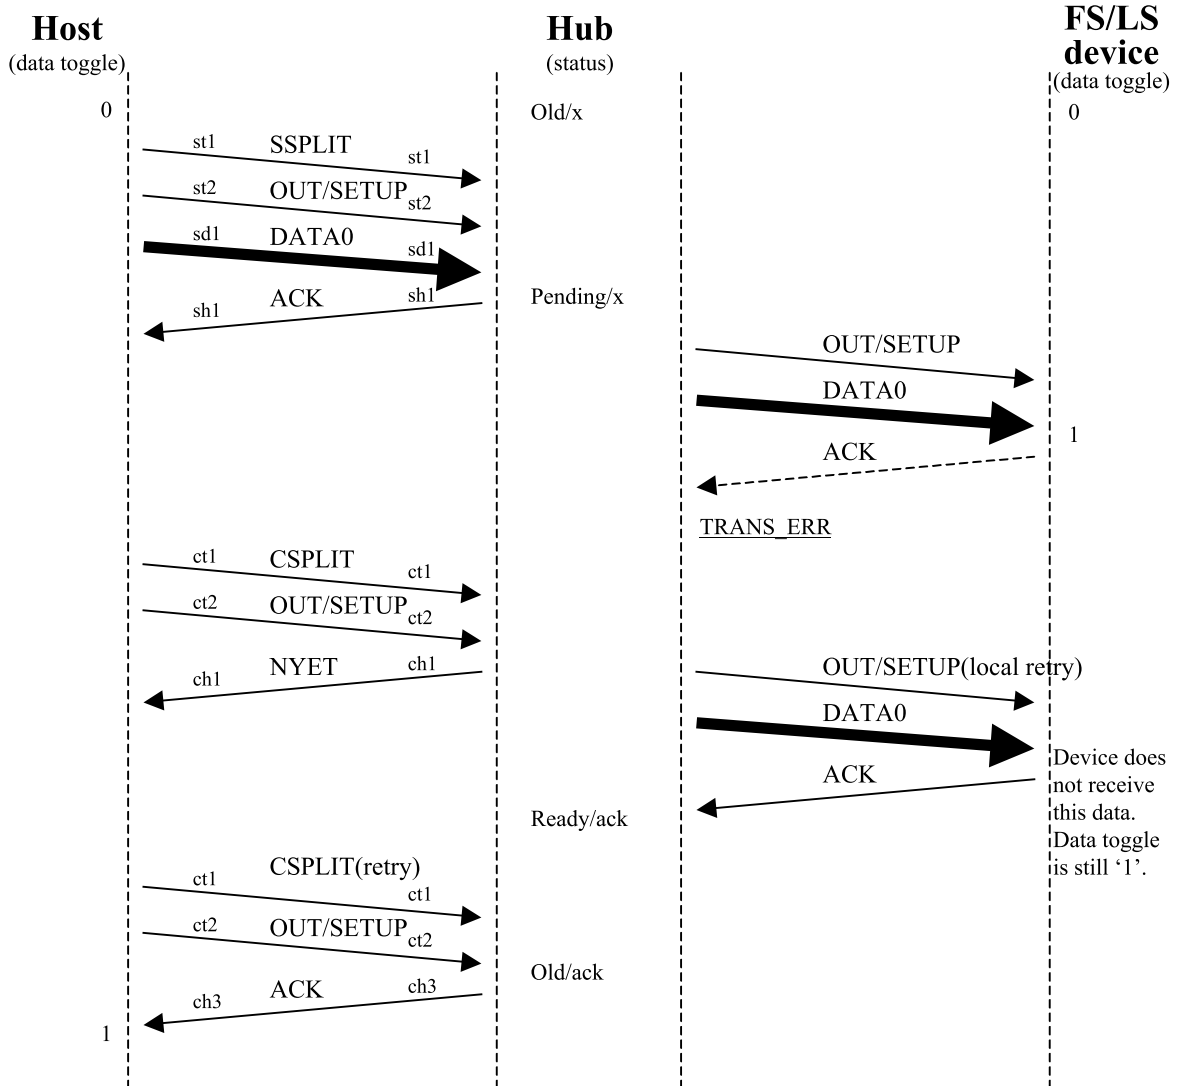 Host
(data toggle)
Hub
(status)
FS/LS
device
(data toggle)
0
Old/x
0
st1
SSPLIT
st1
st2
OUT/SETUP
st2
sd1
DATA0
sd1
ACK
sh1
sh1
Pending/x
OUT/SETUP
DATA0
1
ACK
TRANS_ERR
ct1
CSPLIT
ct1
ct2
OUT/SETUP
ct2
NYET
ch1
ch1
OUT/SETUP(local retry)
DATA0
ACK
Device does
not receive
this data.
Data toggle
is still ‘1’.
Ready/ack
CSPLIT(retry)
ct1
ct1
ct2
OUT/SETUP
ct2
Old/ack
ACK
ch3
ch3
1